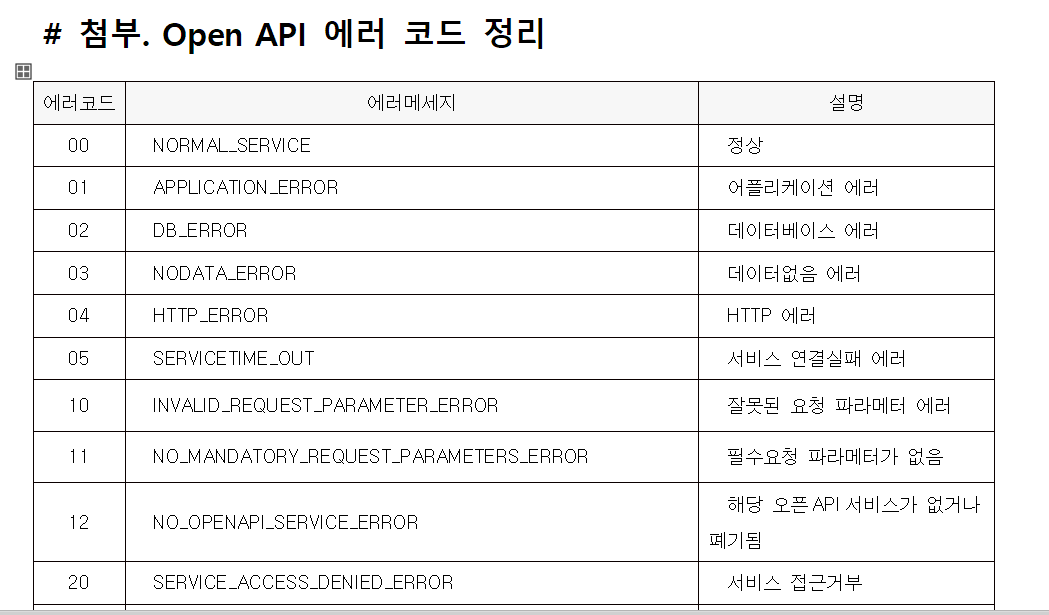 # 첨부. Open API 에러 코드 정리
에러코드 에러메세지 설명
00 NORMAL_SERVICE 정상
01 APPLICATION_ERROR 어플리케이션 에러
02 DB_ERROR 데이터베이스 에러
03 NODATA_ERROR 데이터없음 에러
04 HTTP_ERROR HTTP 에러
05 SERVICETIME_OUT 서비스 연결실패 에러
10 INVALID_REQUEST_PARAMETER_ERROR 잘못된 요청 파라메터 에러
11 NO_MANDATORY_REQUEST_PARAMETERS_ERROR 필수요청 파라메터가 없음
12 NO_OPENAPI_SERVICE_ERROR 해당 오픈API서비스가 없거나
폐기됨
20 SERVICE_ACCESS_DENIED_ERROR 서비스 접근거부